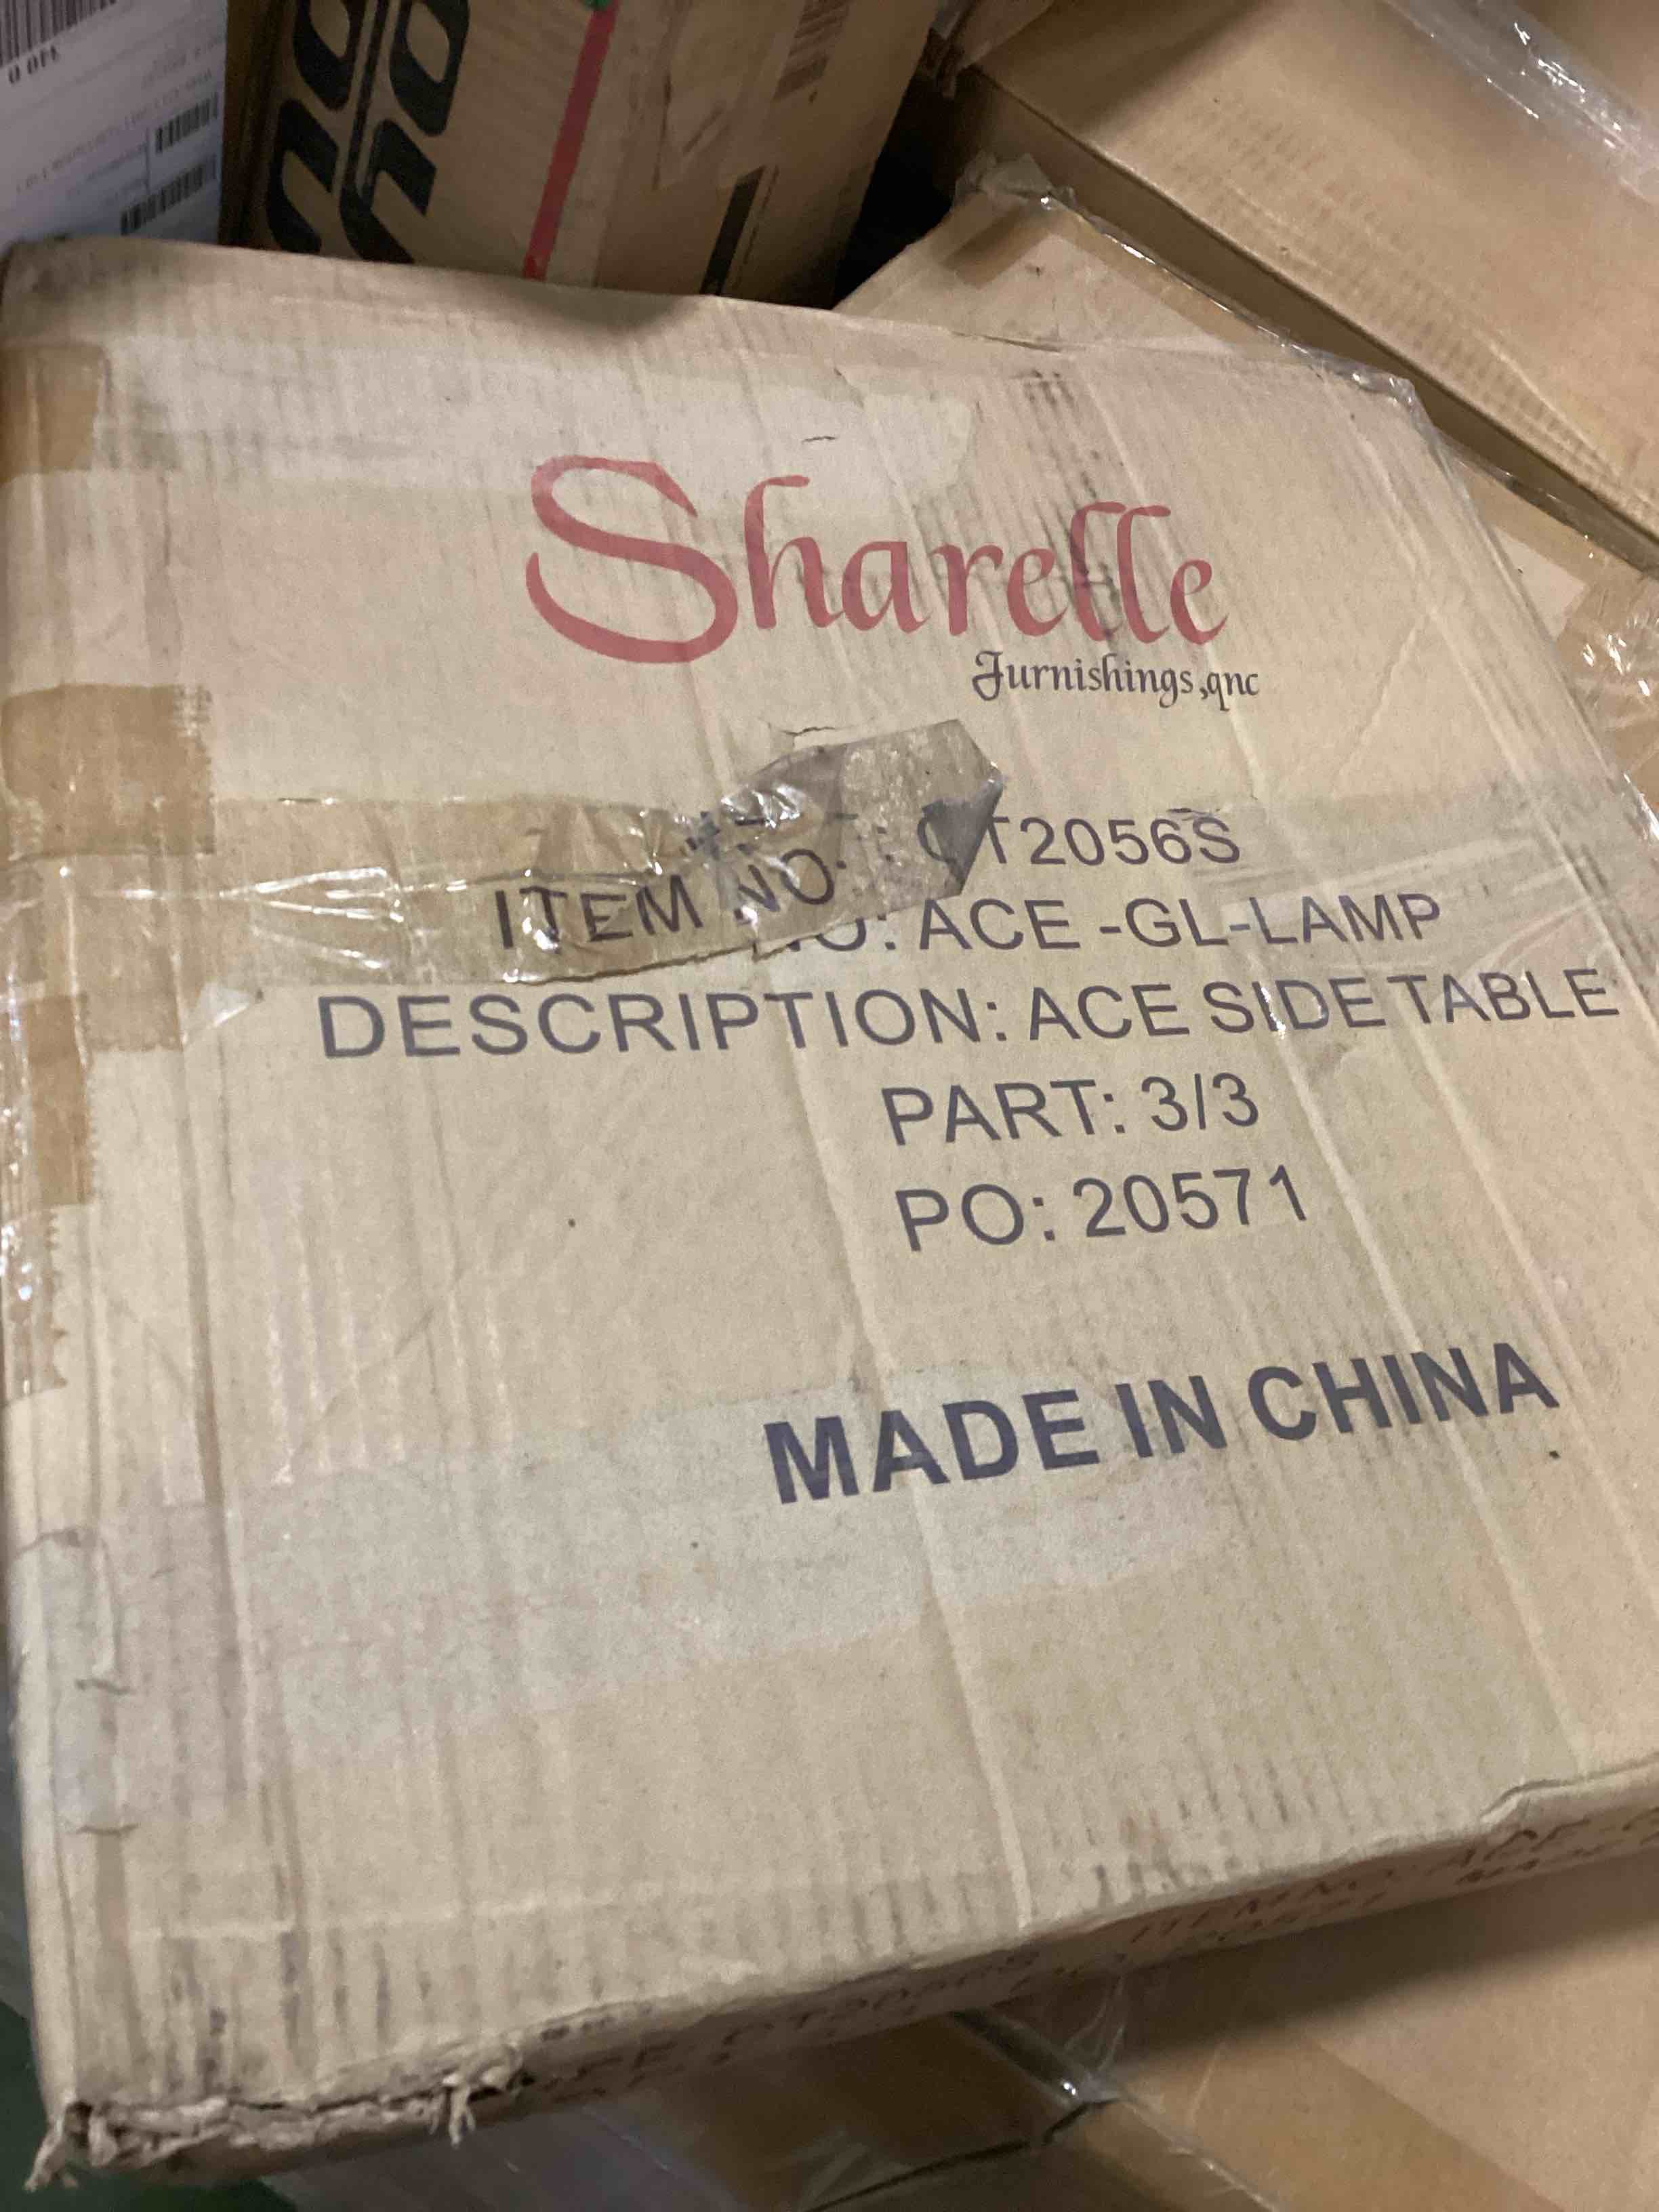 Sharelle
Furnishings,qnc
T2056S
ITEM NO:
ACE -GL-LAMP
DESCRIPTION: ACE SIDE TABLE
PART: 3/3
PO: 20571
MADE IN CHINA